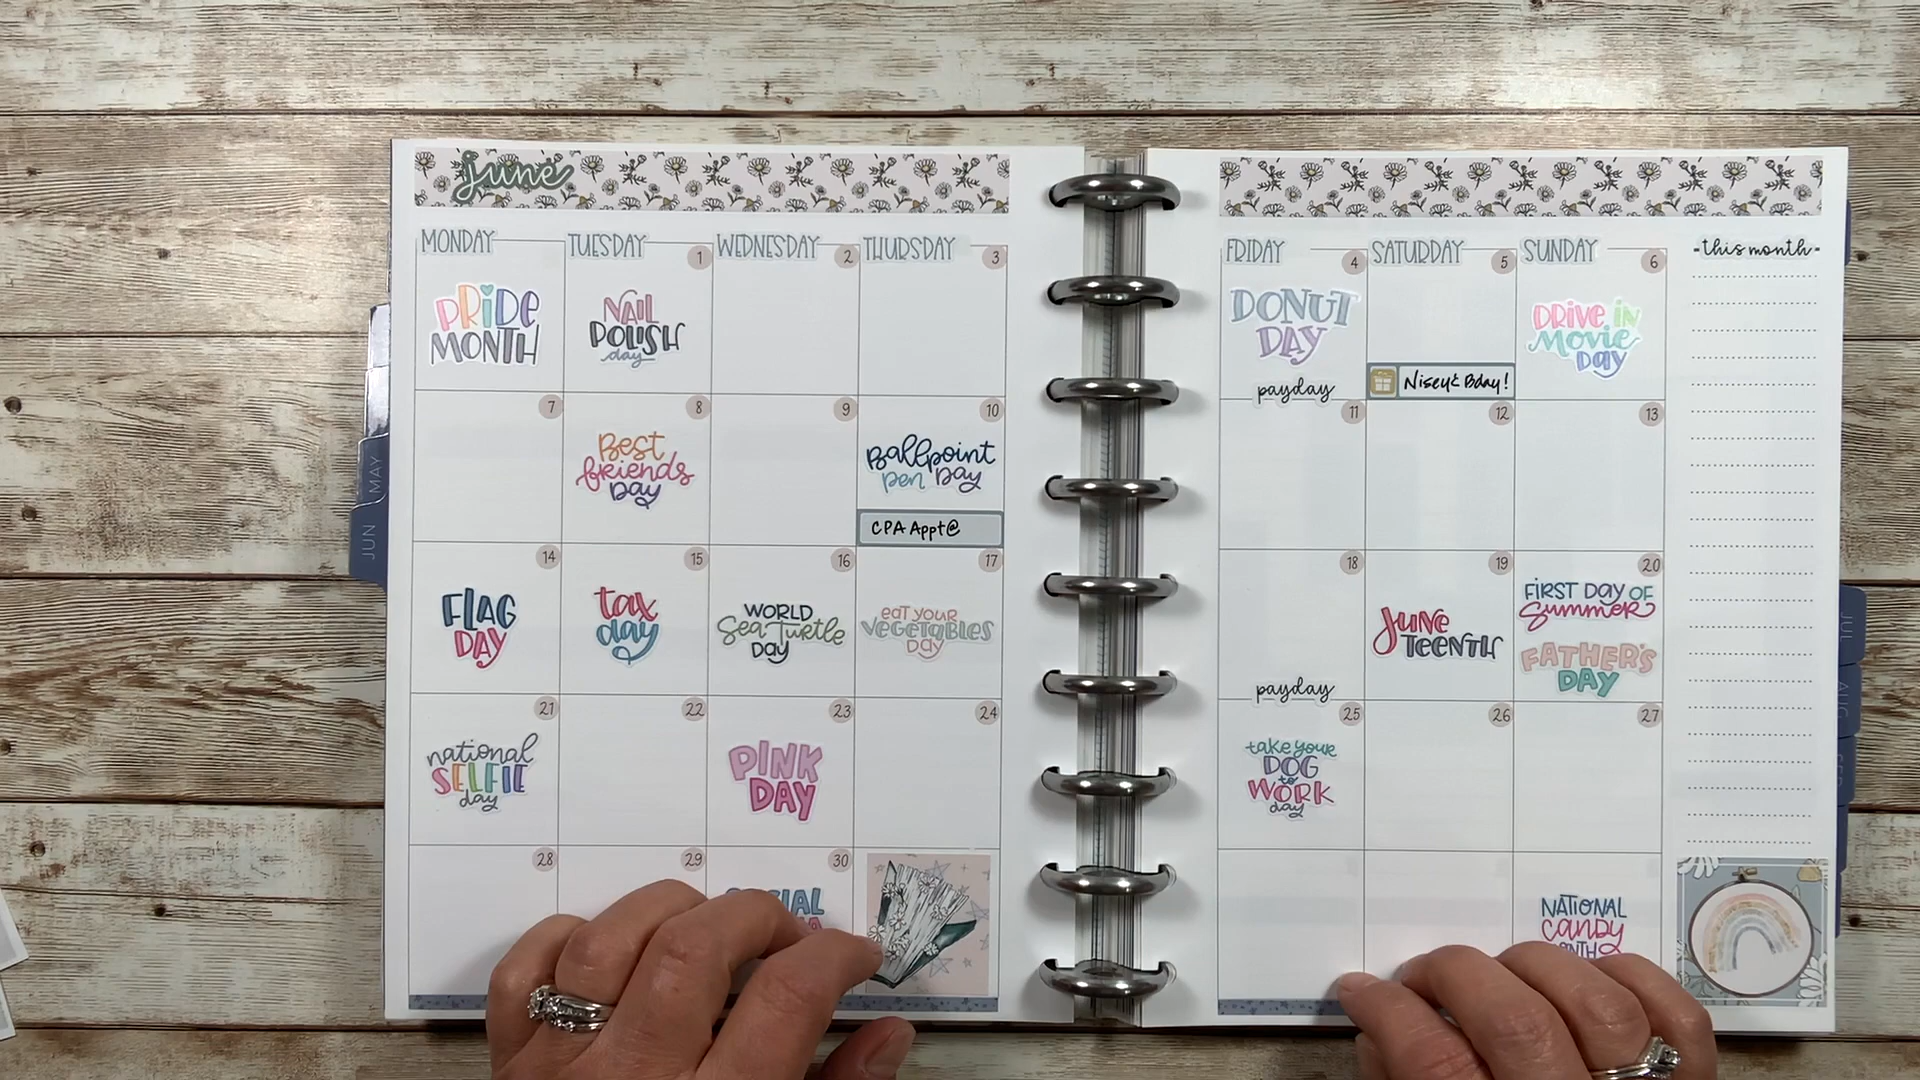 june
MONDAY TUESDAY WEDNESDAY THURSDAY FRIDAY SATURDAY SUNDAY -this month-
1 2 3 4 5 6
PRIDE
MONTH
NAIL
POLISH
day
DONUT
DAY
payday
Bday!
DRIVE IN
Movie
DAY
7 8 9 10 11 12 13
Best
friends
DAY
Ballpoint
pen DAY
CPA Appt@
14 15 16 17 18 19 20
FLAG
DAY
tax
day
WORLD
Sea Turtle
DAY
eat your
VEGETABLES
DAY
payday
JUNE
TEENTH
FIRST DAY OF
Summer
FATHER'S
DAY
21 22 23 24 25 26 27
national
SELFIE
day
PINK
DAY
take your
DOG
to
WORK
day
28 29 30
NATIONAL
candy
MAY
JUN
JUL
AUG
SEP